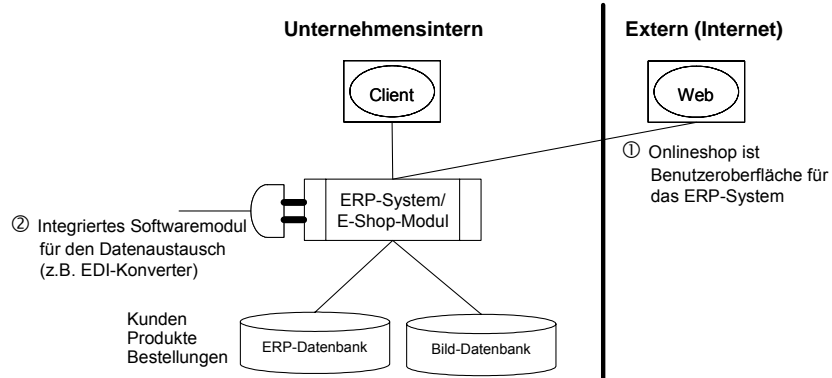 Unternehmensintern
Extern (Internet)
Client
Web
① Onlineshop ist
Benutzeroberfläche für
das ERP-System
ERP-System/
E-Shop-Modul
② Integriertes Softwaremodul
für den Datenaustausch
(z.B. EDI-Konverter)
Kunden
Produkte
Bestellungen
ERP-Datenbank
Bild-Datenbank